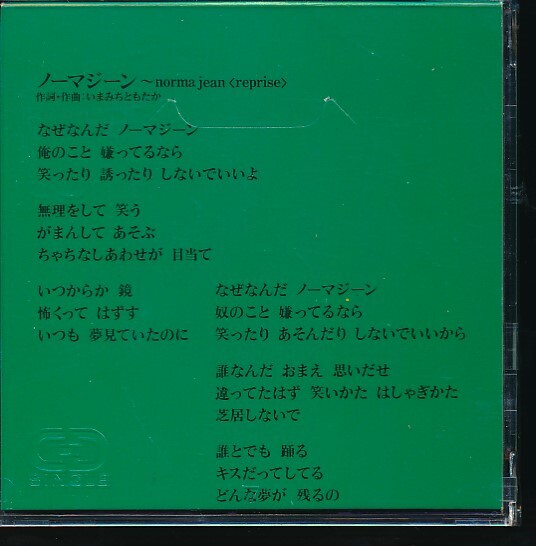 ノーマジーン ～norma jean〈reprise〉
作詞・作曲：いまみちともたか
なぜなんだ ノーマジーン
俺のこと 嫌ってるなら
笑ったり 誘ったり しないでいいよ
無理をして 笑う
がまんして あそぶ
ちゃちなしあわせが 目当て
いつからか 鏡
怖くって はずす
いつも 夢見ていたのに
なぜなんだ ノーマジーン
奴のこと 嫌ってるなら
笑ったり あそんだり しないでいいから
誰なんだ おまえ 思いだせ
違ってたはず 笑いかた はしゃぎかた
芝居しないで
誰とでも 踊る
キスだってしてる
どんな夢が 残るの
CD
SINGLE